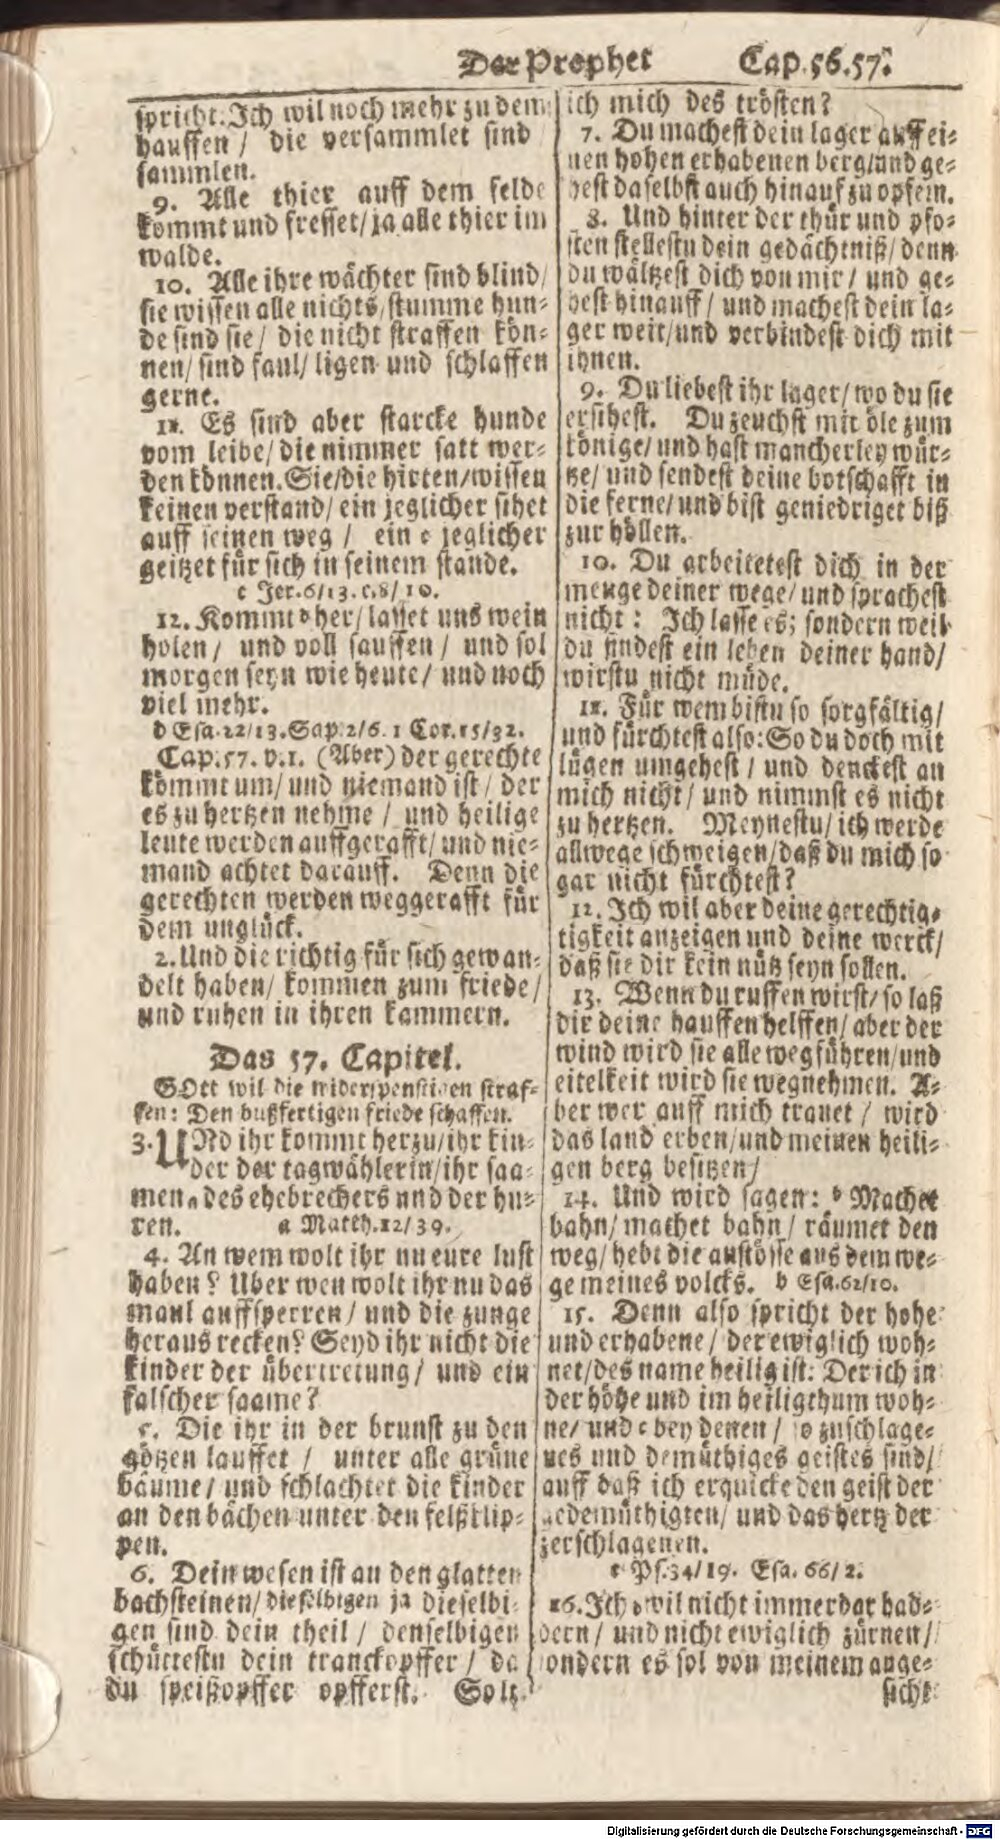 Der Prophet Cap. 56.57.
spricht: Ich wil noch mehr zu dem
hauffen / die versammlet sind
sammlen.
9. Alle thier auff dem felde
kommt und fresset/ ja alle thier im
walde.
10. Alle ihre wächter sind blind/
sie wissen alle nichts/ stumme hun-
de sind sie / die nicht straffen kön-
nen/ sind faul/ ligen und schlaffen
gerne.
11. Es sind aber starcke hunde
vom leibe/ die nimmer satt wer-
den können. Sie/ die hirten/ wissen
keinen verstand/ ein jeglicher sihet
auff seinen weg / ein c jeglicher
geitzet für sich in seinem stande.
c Jer. 6/13. c. 8/10.
12. Kommt d her/ lasset uns wein
holen / und voll sauffen / und sol
morgen seyn wie heute/ und noch
viel mehr.
d Esa. 22/13. Sap. 2/6. 1 Cor. 15/32.
Cap. 57. v. 1. (Aber) der gerechte
kömmt um/ und niemand ist / der
es zu hertzen nehme / und heilige
leute werden auffgerafft/ und nie-
mand achtet darauff. Denn die
gerechten werden weggerafft für
dem unglück.
2. Und die richtig für sich gewan-
delt haben/ kommen zum friede/
und ruhen in ihren kammern.
Das 57. Capitel.
GOtt wil die widerspenstigen straf-
fen: Den bußfertigen friede schaffen.
3. UNd ihr kommt herzu/ ihr kin-
der der tagwählerin/ ihr saa-
men a des ehebrechers und der hu-
ren. a Matth. 12/39.
4. An wem wolt ihr nu eure lust
haben? Uber wen wolt ihr nu das
maul auffsperren/ und die zunge
heraus recken? Seyd ihr nicht die
kinder der übertretung/ und ein
falscher saame?
5. Die ihr in der brunst zu den
götzen lauffet / unter alle grüne
bäume/ und schlachtet die kinder
an den bächen unter den felßklip-
pen.
6. Dein wesen ist an den glatten
bachsteinen/ dieselbigen ja dieselbi-
gen sind dein theil / denselbigen
schüttestu dein tranckopffer / da
du speißopffer opfferst. Solt
ich mich des trösten?
7. Du machest dein lager auff ei-
nen hohen erhabenen berg/ und ge-
hest daselbst auch hinauf zu opfern.
8. Und hinter der thür und pfo-
sten stellestu dein gedächtniß/ denn
du wältzest dich von mir / und ge-
hest hinauff / und machest dein la-
ger weit/ und verbindest dich mit
ihnen.
9. Du liebest ihr lager/ wo du sie
ersihest. Du zeuchst mit öle zum
könige/ und hast mancherley wür-
tze/ und sendest deine botschafft in
die ferne/ und bist geniedriget biß
zur höllen.
10. Du arbeitetest dich in der
menge deiner wege/ und sprachest
nicht: Ich lasse es; sondern weil
du findest ein leben deiner hand/
wirstu nicht müde.
11. Für wem bistu so sorgfältig/
und fürchtest also: So du doch mit
lügen umgehest / und denckest an
mich nicht/ und nimmst es nicht
zu hertzen. Meynestu/ ich werde
allwege schweigen/ daß du mich so
gar nicht fürchtest?
12. Ich wil aber deine gerechtig-
tigkeit anzeigen und deine werck/
daß sie dir kein nütz seyn sollen.
13. Wenn du ruffen wirst/ so laß
dir deine hauffen helffen/ aber der
wind wird sie alle wegführen/ und
eitelkeit wird sie wegnehmen. A-
ber wer auff mich trauet / wird
das land erben/ und meinen heili-
gen berg besitzen/
14. Und wird sagen: b Machet
bahn/ machet bahn / räumet den
weg/ hebt die anstösse aus dem we-
ge meines volcks. b Esa. 62/10.
15. Denn also spricht der hohe
und erhabene / der ewiglich woh-
net/ des name heilig ist: Der ich in
der höhe und im heiligthum woh-
ne/ und c bey denen / so zuschlage-
nes und demüthiges geistes sind/
auff daß ich erquicke den geist der
gedemüthigten/ und das hertz der
zerschlagenen.
c Ps. 34/19. Esa. 66/2.
16. Ich wil nicht immerdar had-
dern / und nicht ewiglich zürnen /
sondern es sol von meinem ange-
sicht
Digitalisierung gefördert durch die Deutsche Forschungsgemeinschaft - DFG